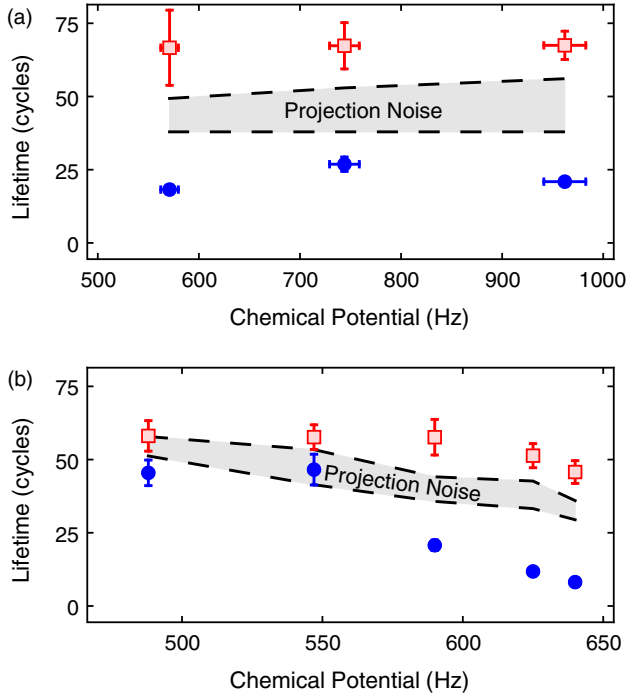 (a)
75
50
25
0
Lifetime (cycles)
Projection Noise
500 600 700 800 900 1000
Chemical Potential (Hz)
(b)
75
50
25
0
Lifetime (cycles)
Projection Noise
500 550 600 650
Chemical Potential (Hz)